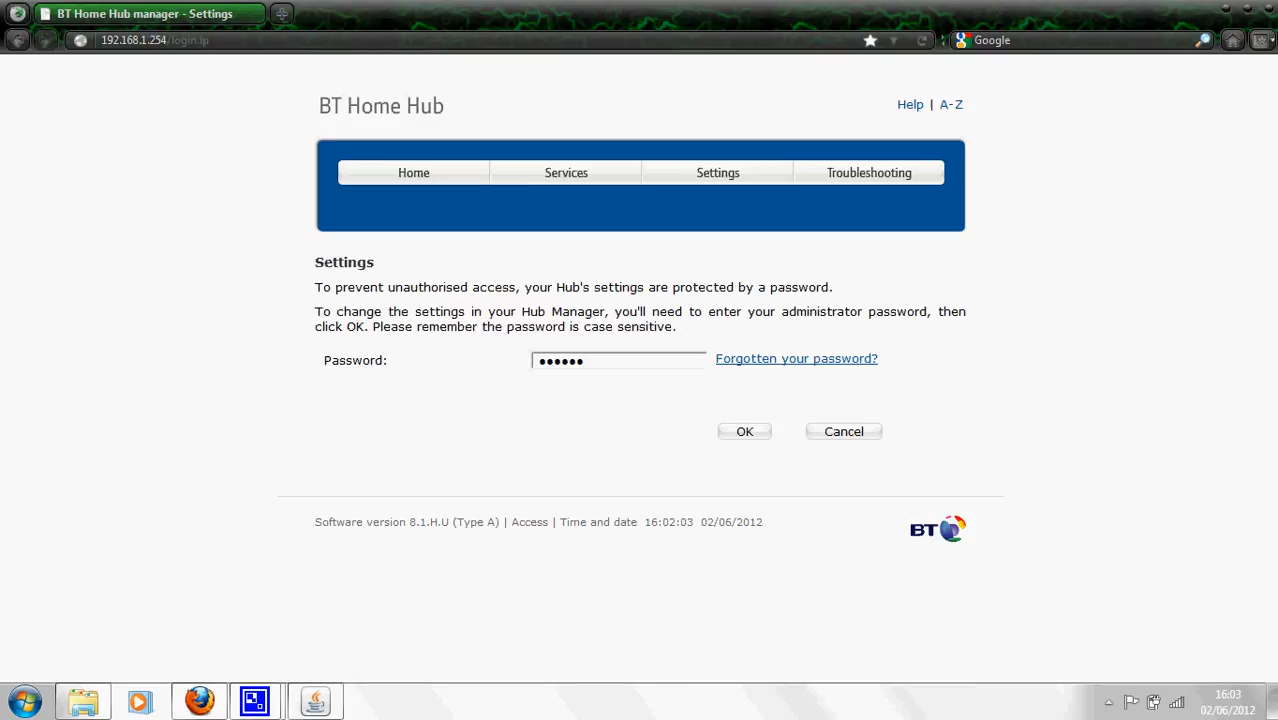 BT Home Hub manager - Settings
192.168.1.254/login.lp
Google
BT Home Hub
Help | A-Z
Home Services Settings Troubleshooting
Settings
To prevent unauthorised access, your Hub's settings are protected by a password.
To change the settings in your Hub Manager, you'll need to enter your administrator password, then
click OK. Please remember the password is case sensitive.
Password: ●●●●●● Forgotten your password?
OK Cancel
Software version 8.1.H.U (Type A) | Access | Time and date 16:02:03 02/06/2012
BT
16:03
02/06/2012